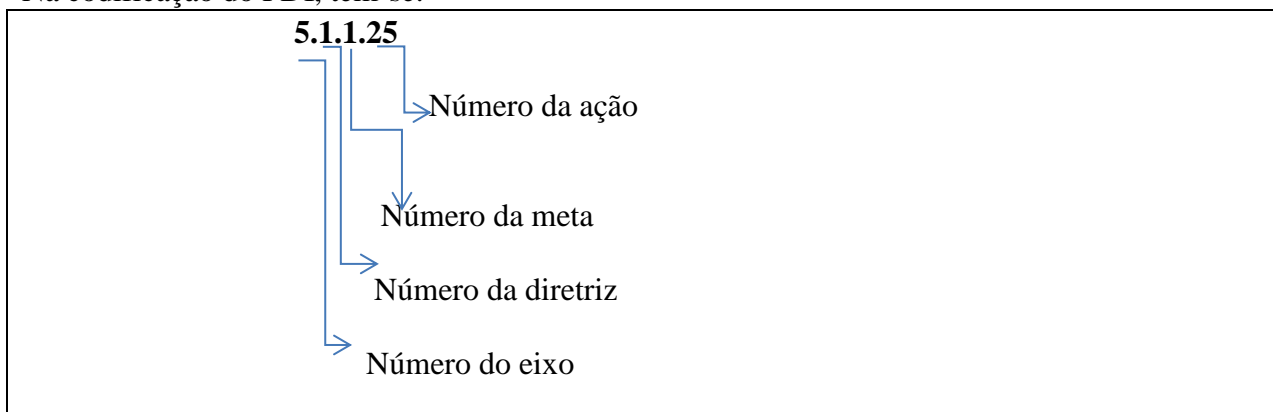 Na codificação do PDI, tem-se:
5.1.1.25
Número da ação
Número da meta
Número da diretriz
Número do eixo